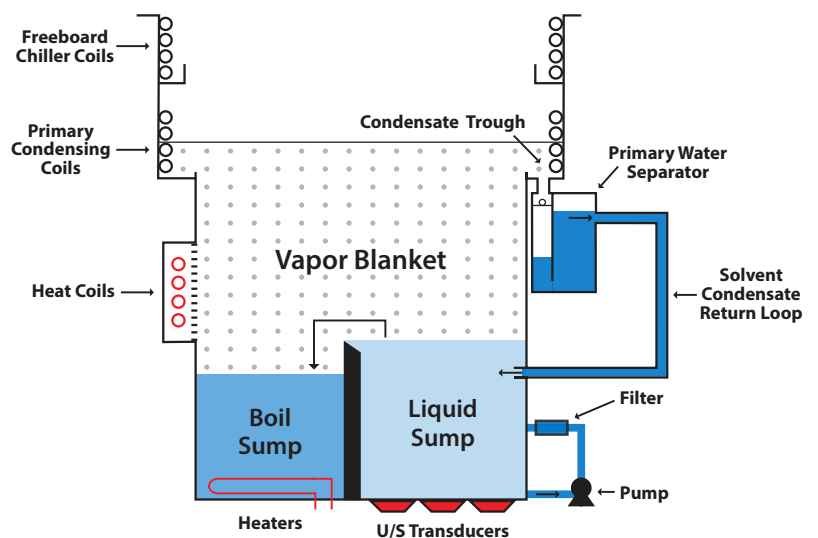 Freeboard
Chiller Coils
Primary
Condensing
Coils
Condensate Trough
Primary Water
Separator
Vapor Blanket
Heat Coils
Solvent
Condensate
Return Loop
Boil
Sump
Liquid
Sump
Filter
Pump
Heaters
U/S Transducers